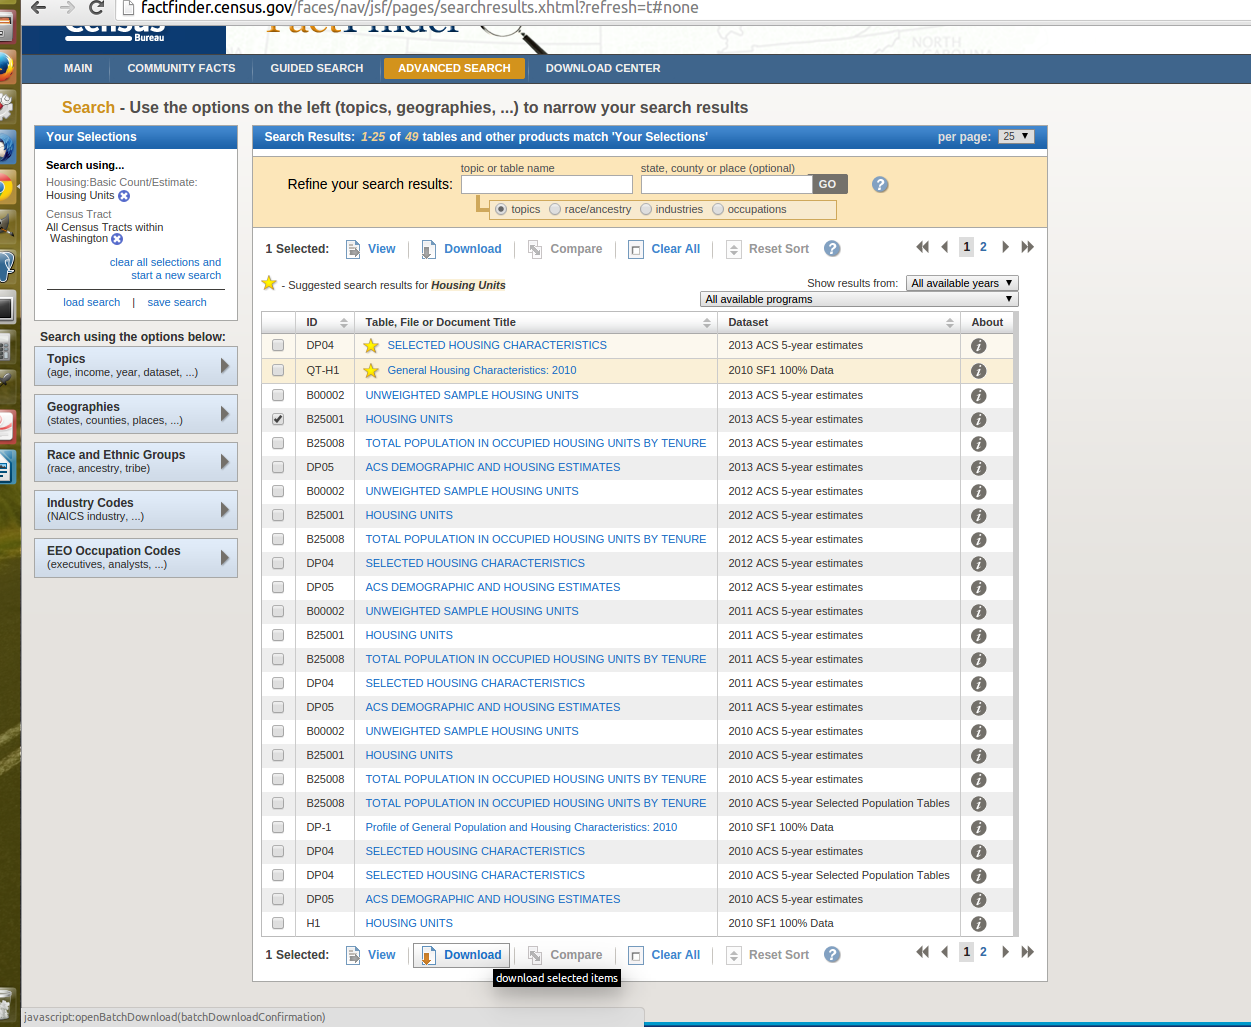 factfinder.census.gov/faces/nav/jsf/pages/searchresults.xhtml?refresh=t#none
Census
Bureau
FactFinder
NORTH
CAROLINA
MAIN COMMUNITY FACTS GUIDED SEARCH ADVANCED SEARCH DOWNLOAD CENTER
Search - Use the options on the left (topics, geographies, ...) to narrow your search results
Your Selections
Search using...
Housing:Basic Count/Estimate:
Housing Units
Census Tract
All Census Tracts within
Washington
clear all selections and
start a new search
load search | save search
Search using the options below:
Topics
(age, income, year, dataset, ...)
Geographies
(states, counties, places, ...)
Race and Ethnic Groups
(race, ancestry, tribe)
Industry Codes
(NAICS industry, ...)
EEO Occupation Codes
(executives, analysts, ...)
Search Results: 1-25 of 49 tables and other products match 'Your Selections' per page: 25
topic or table name state, county or place (optional)
Refine your search results: GO ?
topics race/ancestry industries occupations
1 Selected: View Download Compare Clear All Reset Sort ? 1 2
- Suggested search results for Housing Units
Show results from: All available years
All available programs
ID Table, File or Document Title Dataset About
DP04 SELECTED HOUSING CHARACTERISTICS 2013 ACS 5-year estimates i
QT-H1 General Housing Characteristics: 2010 2010 SF1 100% Data i
B00002 UNWEIGHTED SAMPLE HOUSING UNITS 2013 ACS 5-year estimates i
B25001 HOUSING UNITS 2013 ACS 5-year estimates i
B25008 TOTAL POPULATION IN OCCUPIED HOUSING UNITS BY TENURE 2013 ACS 5-year estimates i
DP05 ACS DEMOGRAPHIC AND HOUSING ESTIMATES 2013 ACS 5-year estimates i
B00002 UNWEIGHTED SAMPLE HOUSING UNITS 2012 ACS 5-year estimates i
B25001 HOUSING UNITS 2012 ACS 5-year estimates i
B25008 TOTAL POPULATION IN OCCUPIED HOUSING UNITS BY TENURE 2012 ACS 5-year estimates i
DP04 SELECTED HOUSING CHARACTERISTICS 2012 ACS 5-year estimates i
DP05 ACS DEMOGRAPHIC AND HOUSING ESTIMATES 2012 ACS 5-year estimates i
B00002 UNWEIGHTED SAMPLE HOUSING UNITS 2011 ACS 5-year estimates i
B25001 HOUSING UNITS 2011 ACS 5-year estimates i
B25008 TOTAL POPULATION IN OCCUPIED HOUSING UNITS BY TENURE 2011 ACS 5-year estimates i
DP04 SELECTED HOUSING CHARACTERISTICS 2011 ACS 5-year estimates i
DP05 ACS DEMOGRAPHIC AND HOUSING ESTIMATES 2011 ACS 5-year estimates i
B00002 UNWEIGHTED SAMPLE HOUSING UNITS 2010 ACS 5-year estimates i
B25001 HOUSING UNITS 2010 ACS 5-year estimates i
B25008 TOTAL POPULATION IN OCCUPIED HOUSING UNITS BY TENURE 2010 ACS 5-year estimates i
B25008 TOTAL POPULATION IN OCCUPIED HOUSING UNITS BY TENURE 2010 ACS 5-year Selected Population Tables i
DP-1 Profile of General Population and Housing Characteristics: 2010 2010 SF1 100% Data i
DP04 SELECTED HOUSING CHARACTERISTICS 2010 ACS 5-year estimates i
DP04 SELECTED HOUSING CHARACTERISTICS 2010 ACS 5-year Selected Population Tables i
DP05 ACS DEMOGRAPHIC AND HOUSING ESTIMATES 2010 ACS 5-year estimates i
H1 HOUSING UNITS 2010 SF1 100% Data i
1 Selected: View Download Compare Clear All Reset Sort ? 1 2
download selected items
javascript:openBatchDownload(batchDownloadConfirmation)